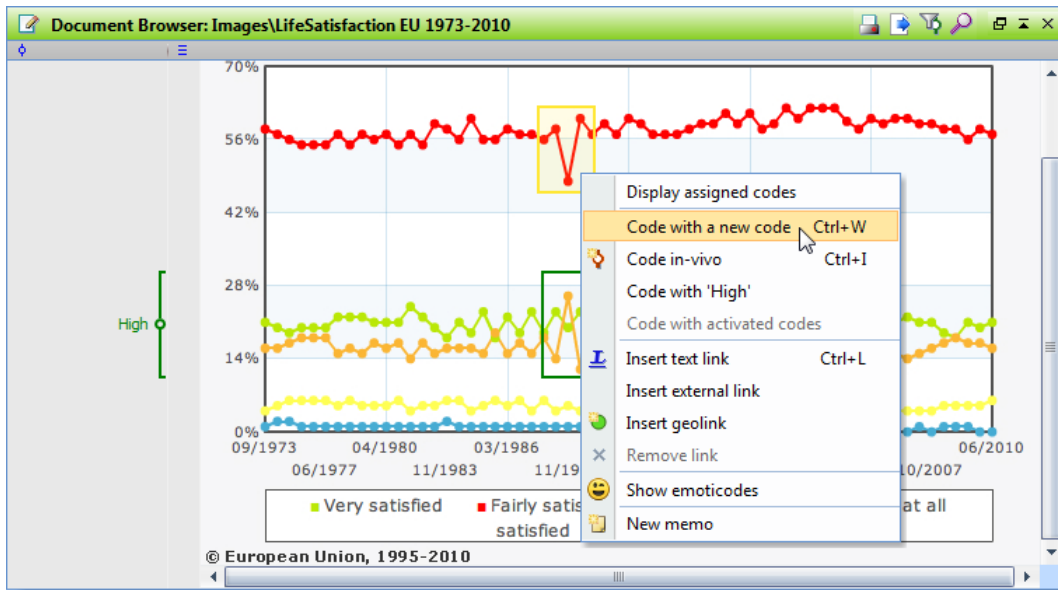 Document Browser: Images\LifeSatisfaction EU 1973-2010
70%
56%
42%
28%
14%
0%
High
Display assigned codes
Code with a new code Ctrl+W
Code in-vivo Ctrl+I
Code with 'High'
Code with activated codes
Insert text link Ctrl+L
Insert external link
Insert geolink
Remove link
Show emoticodes
New memo
09/1973 04/1980 03/1986 06/2010
06/1977 11/1983 11/19 10/2007
Very satisfied Fairly satis at all
satisfied
© European Union, 1995-2010